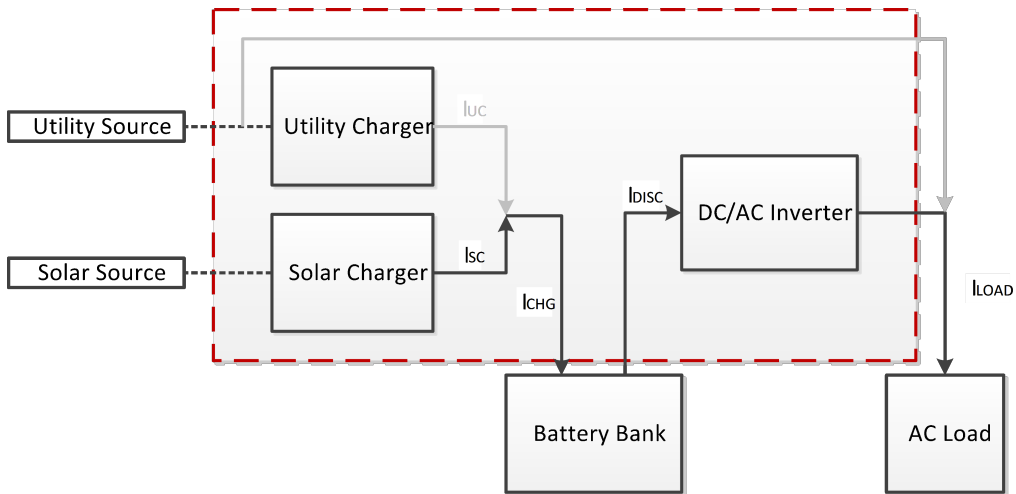 Utility Source
Utility Charger
IUC
IDISC
DC/AC Inverter
Solar Source
Solar Charger
ISC
ICHG
ILOAD
Battery Bank
AC Load